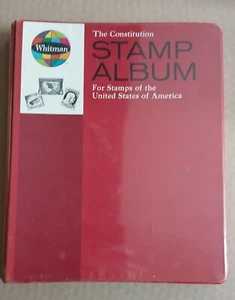 Whitman
The Constitution
STAMP
ALBUM
For Stamps of the
United States of America